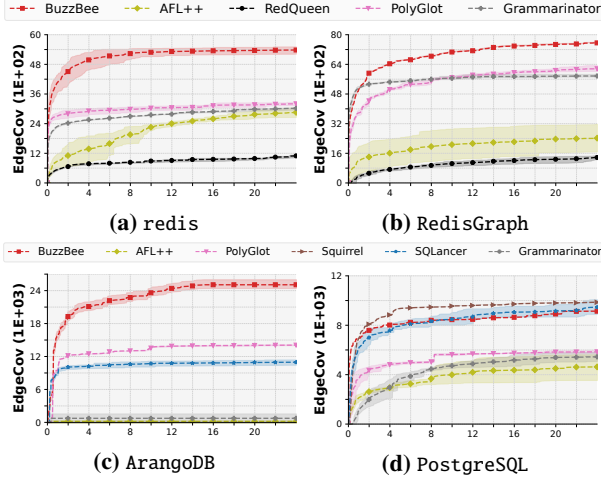 BuzzBee AFL++ RedQueen PolyGlot Grammarinator
EdgeCov (1E+02)
60
48
36
24
12
0
0 4 8 12 16 20
(a) redis
EdgeCov (1E+02)
80
64
48
32
16
0
0 4 8 12 16 20
(b) RedisGraph
BuzzBee AFL++ PolyGlot Squirrel SQLancer Grammarinator
EdgeCov (1E+03)
24
18
12
6
0
0 4 8 12 16 20
(c) ArangoDB
EdgeCov (1E+03)
12
8
4
0
0 4 8 12 16 20
(d) PostgreSQL